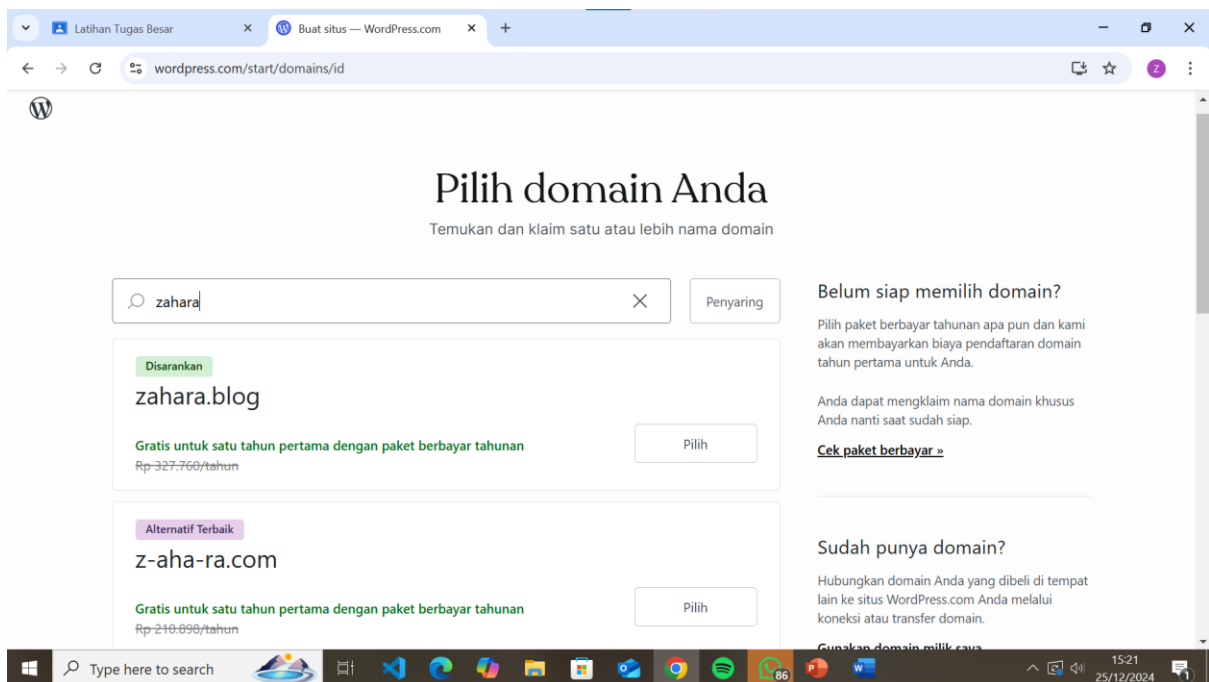 Latihan Tugas Besar
Buat situs — WordPress.com
wordpress.com/start/domains/id
Z
W
Pilih domain Anda
Temukan dan klaim satu atau lebih nama domain
zahara
Penyaring
Disarankan
zahara.blog
Gratis untuk satu tahun pertama dengan paket berbayar tahunan
Rp 327.760/tahun
Pilih
Alternatif Terbaik
z-aha-ra.com
Gratis untuk satu tahun pertama dengan paket berbayar tahunan
Rp 210.898/tahun
Pilih
Belum siap memilih domain?
Pilih paket berbayar tahunan apa pun dan kami
akan membayarkan biaya pendaftaran domain
tahun pertama untuk Anda.
Anda dapat mengklaim nama domain khusus
Anda nanti saat sudah siap.
Cek paket berbayar »
Sudah punya domain?
Hubungkan domain Anda yang dibeli di tempat
lain ke situs WordPress.com Anda melalui
koneksi atau transfer domain.
Gunakan domain milik saya
Type here to search
86
15:21
25/12/2024
1